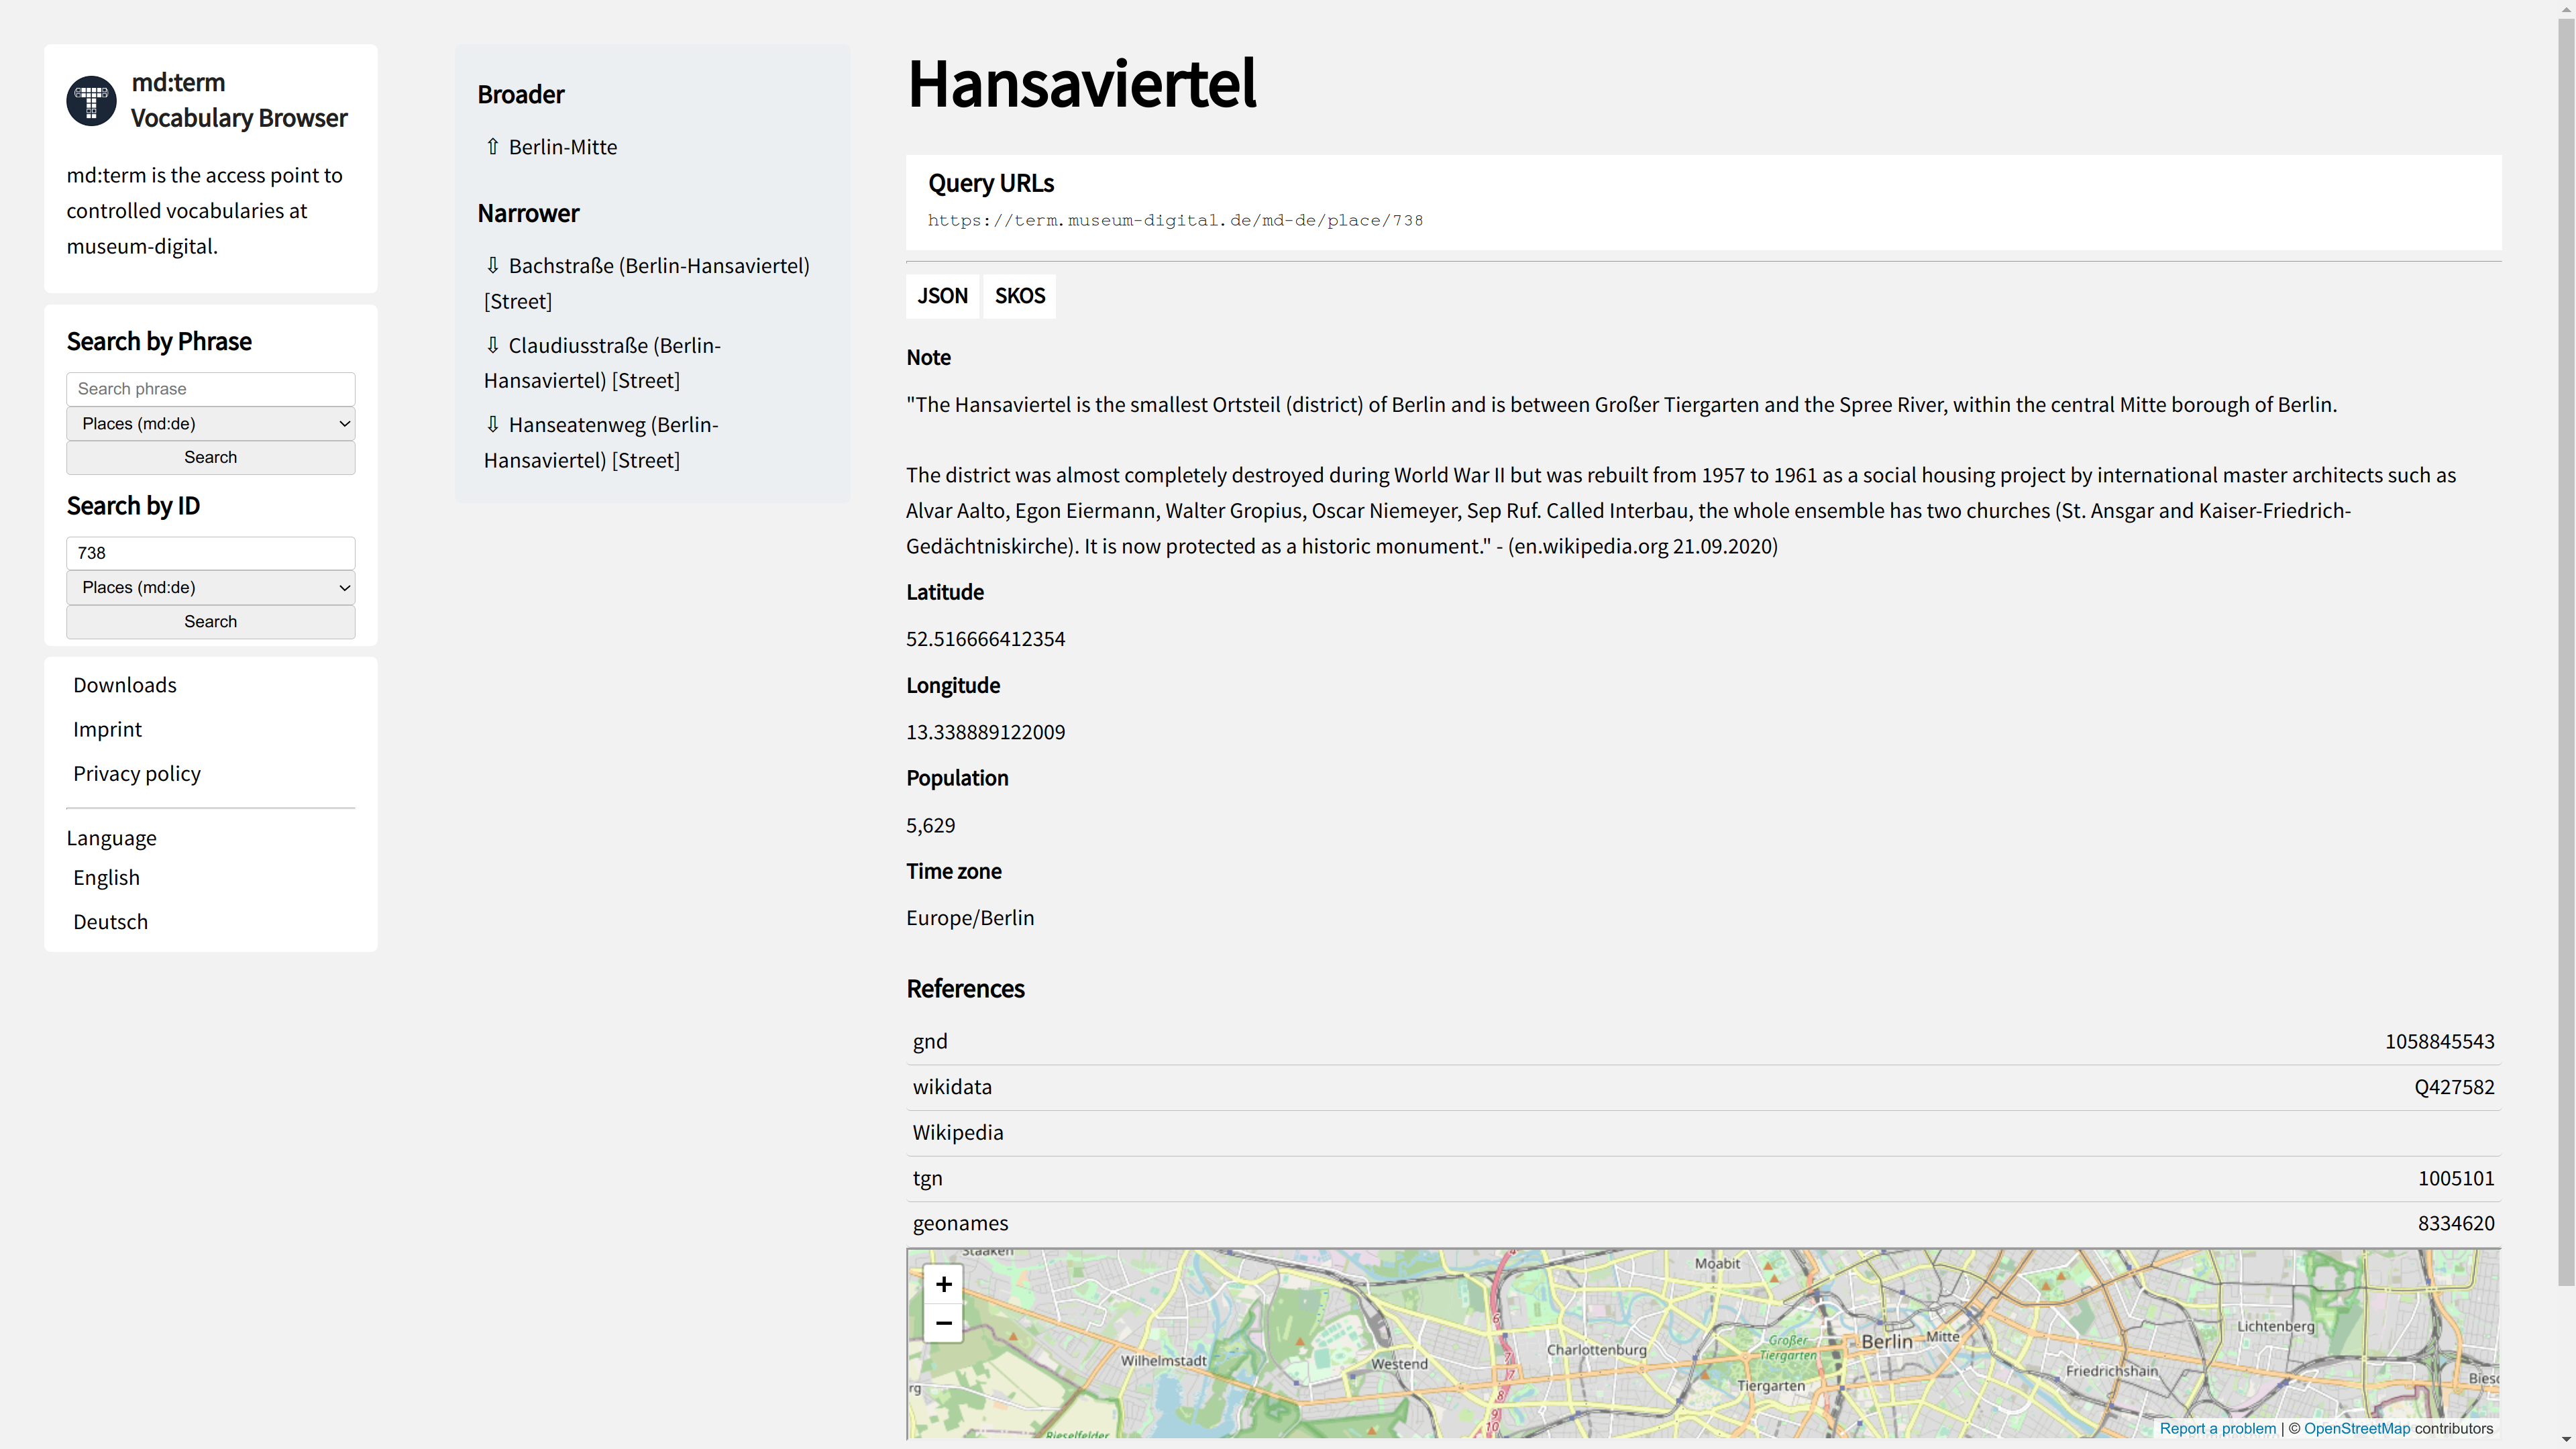 md:term
Vocabulary Browser
md:term is the access point to
controlled vocabularies at
museum-digital.
Search by Phrase
Search phrase
Places (md:de)
Search
Search by ID
738
Places (md:de)
Search
Downloads
Imprint
Privacy policy
Language
English
Deutsch
Broader
⇧ Berlin-Mitte
Narrower
⇩ Bachstraße (Berlin-Hansaviertel)
[Street]
⇩ Claudiusstraße (Berlin-
Hansaviertel) [Street]
⇩ Hanseatenweg (Berlin-
Hansaviertel) [Street]
Hansaviertel
Query URLs
https://term.museum-digital.de/md-de/place/738
JSON SKOS
Note
"The Hansaviertel is the smallest Ortsteil (district) of Berlin and is between Großer Tiergarten and the Spree River, within the central Mitte borough of Berlin.
The district was almost completely destroyed during World War II but was rebuilt from 1957 to 1961 as a social housing project by international master architects such as
Alvar Aalto, Egon Eiermann, Walter Gropius, Oscar Niemeyer, Sep Ruf. Called Interbau, the whole ensemble has two churches (St. Ansgar and Kaiser-Friedrich-
Gedächtniskirche). It is now protected as a historic monument." - (en.wikipedia.org 21.09.2020)
Latitude
52.516666412354
Longitude
13.338889122009
Population
5,629
Time zone
Europe/Berlin
References
gnd 1058845543
wikidata Q427582
Wikipedia
tgn 1005101
geonames 8334620
Staaken
Moabit
+
−
Lichtenberg
Großer
Tiergarten
Berlin
Mitte
Charlottenburg
Wilhelmstadt
Westend
Friedrichshain
Tiergarten
6
7
7
8
9
10
Rieselfelder
Report a problem | © OpenStreetMap contributors